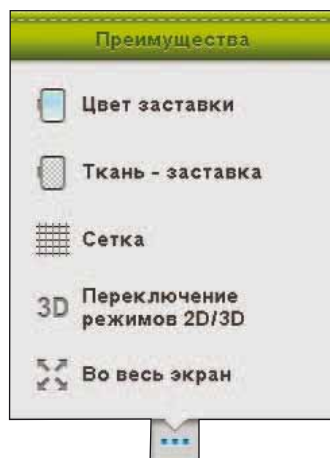 Преимущества
Цвет заставки
Ткань - заставка
Сетка
3D Переключение
режимов 2D/3D
Во весь экран